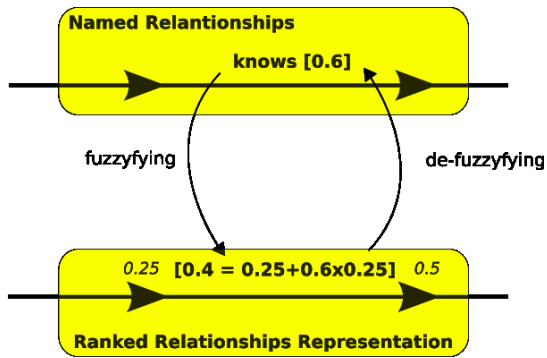 Named Relantionships
knows [0.6]
fuzzyfying
de-fuzzyfying
0.25 [0.4 = 0.25+0.6x0.25] 0.5
Ranked Relationships Representation